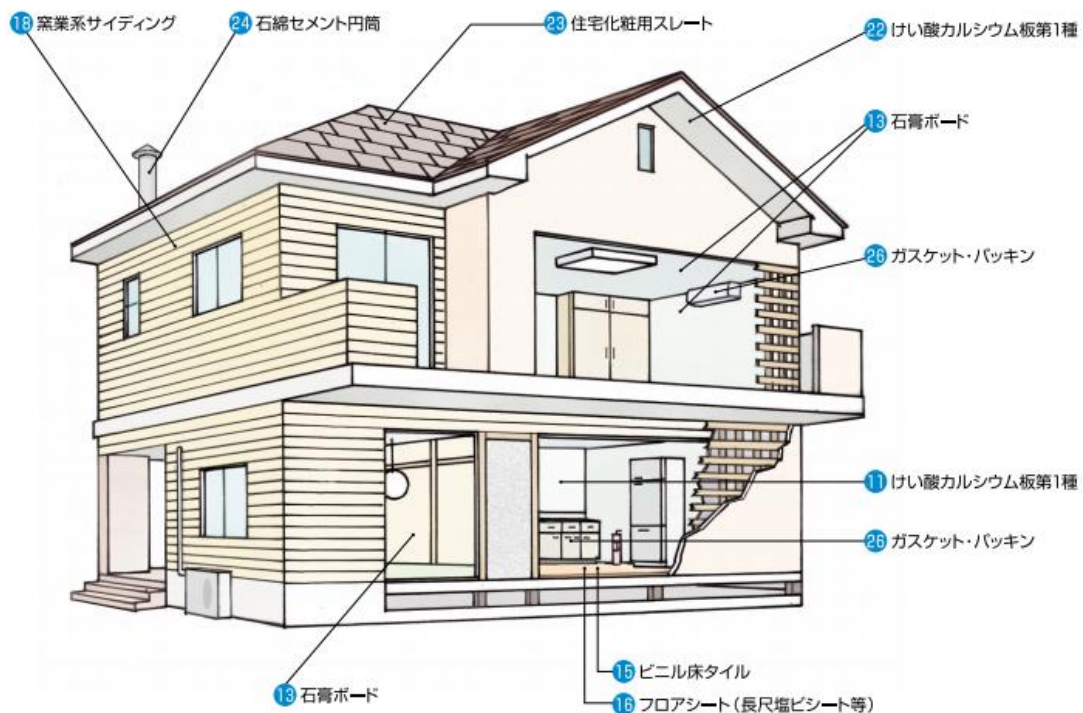 18 窯業系サイディング
24 石綿セメント円筒
23 住宅化粧用スレート
22 けい酸カルシウム板第1種
13 石膏ボード
26 ガスケット・パッキン
11 けい酸カルシウム板第1種
26 ガスケット・パッキン
15 ビニル床タイル
13 石膏ボード
16 フロアシート(長尺塩ビシート等)